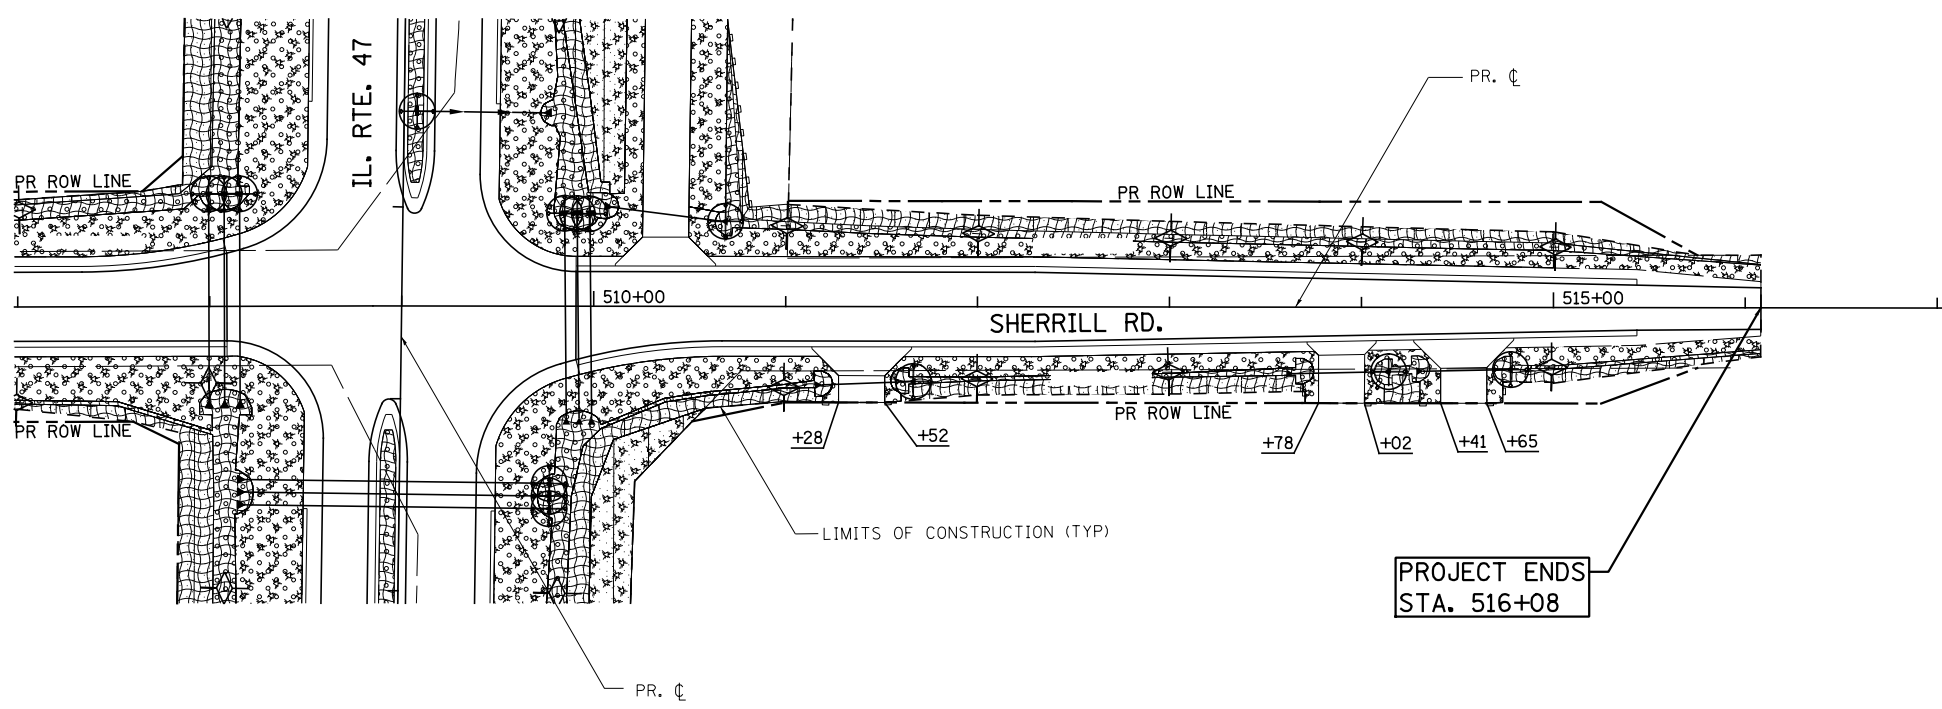 IL. RTE. 47
PR. ℄
PR ROW LINE
PR ROW LINE
510+00
515+00
SHERRILL RD.
PR ROW LINE
PR ROW LINE
+28
+52
+78
+02
+41
+65
LIMITS OF CONSTRUCTION (TYP)
PROJECT ENDS
STA. 516+08
PR. ℄